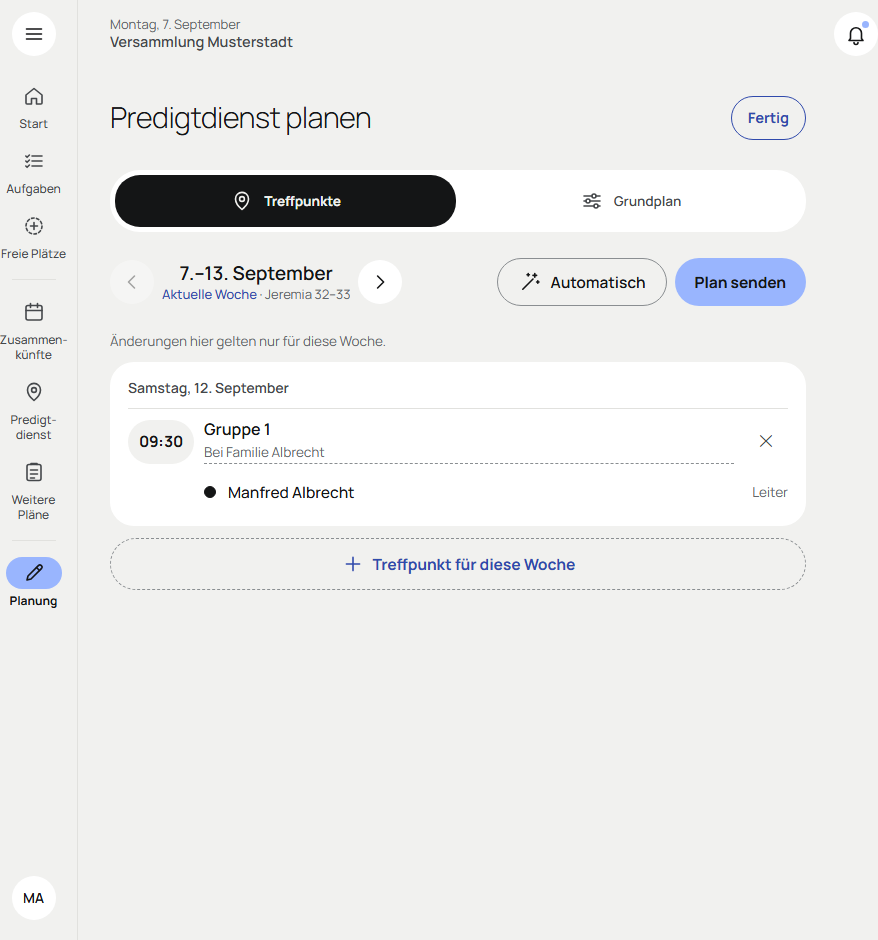 Montag, 7. September
Versammlung Musterstadt
Start
Aufgaben
Freie Plätze
Zusammen-
künfte
Predigt-
dienst
Weitere
Pläne
Planung
MA
Predigtdienst planen
Fertig
Treffpunkte
Grundplan
7.–13. September
Aktuelle Woche · Jeremia 32–33
Automatisch
Plan senden
Änderungen hier gelten nur für diese Woche.
Samstag, 12. September
09:30
Gruppe 1
Bei Familie Albrecht
Manfred Albrecht
Leiter
Treffpunkt für diese Woche